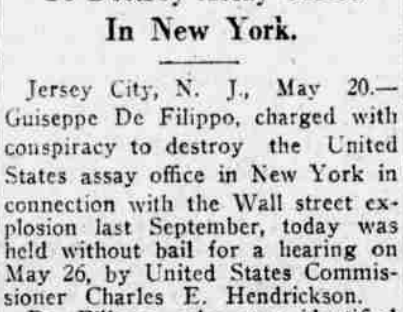 In New York.
Jersey City, N. J., May 20.—
Guiseppe De Filippo, charged with
conspiracy to destroy the United
States assay office in New York in
connection with the Wall street ex-
plosion last September, today was
held without bail for a hearing on
May 26, by United States Commis-
sioner Charles E. Hendrickson.